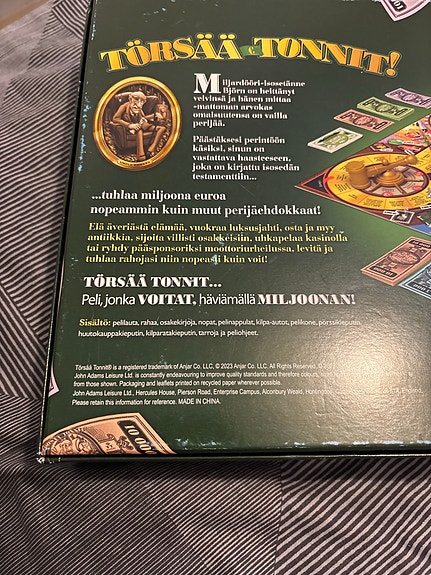 TÖRSÄÄ TONNIT!
Miljardööri-Isosetänne
Björn on heittänyt
veivinsä ja hänen mittaa
-mattoman arvokas
omaisuutensa on vailla
perijää.
Päästäksesi perintöön
käsiksi, sinun on
vastattava haasteeseen,
joka on kirjattu isosedän
testamenttiin...
...tuhlaa miljoona euroa
nopeammin kuin muut perijäehdokkaat!
Elä äveriästä elämää, vuokraa luksusjahti, osta ja myy
antiikkia, sijoita villisti osakkeisiin, uhkapelaa kasinolla
tai ryhdy pääsponsoriksi moottoriurheilussa, levitä ja
tuhlaa rahojasi niin nopeasti kuin voit!
TÖRSÄÄ TONNIT...
Peli, jonka VOITAT, häviämällä MILJOONAN!
Sisältö: pelilauta, rahaa, osakekirjoja, nopat, pelinappulat, kilpa-autot, pelikone, pörssikieputin,
huutokauppakieputin, kilparatakieputin, tarroja ja peliohjeet.
Törsää Tonnit® is a registered trademark of Anjar Co. LLC. © 2023 Anjar Co. LLC. All Rights Reserved.
John Adams Leisure Ltd. is constantly endeavouring to improve quality standards and therefore colours,
from those shown. Packaging and leaflets printed on recycled paper wherever possible.
John Adams Leisure Ltd., Hercules House, Pierson Road, Enterprise Campus, Alconbury Weald,
Please retain this information for reference. MADE IN CHINA.
10 000